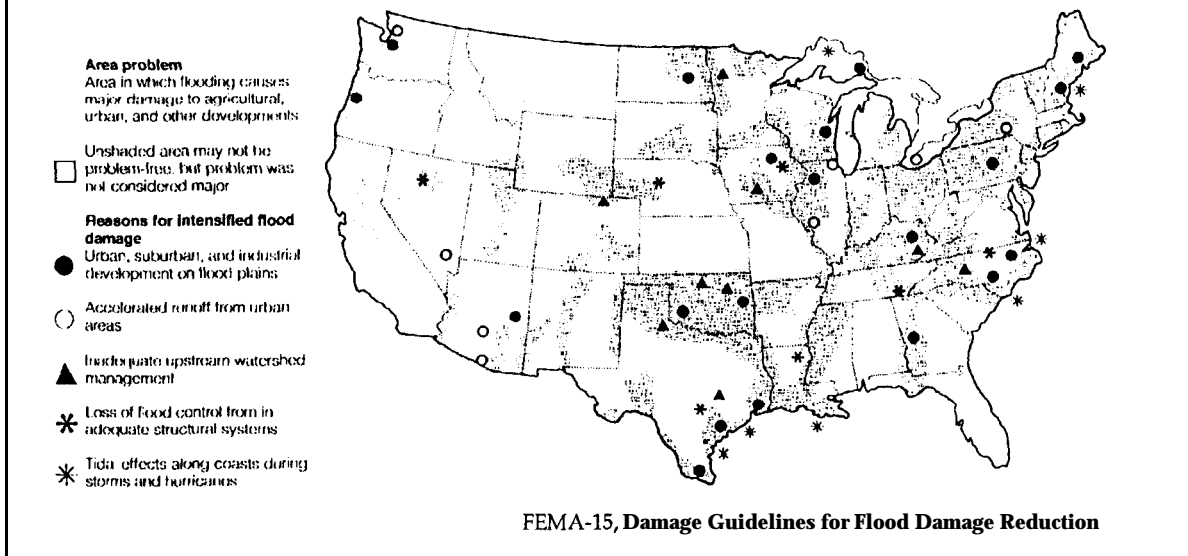 Area problem
Area in which flooding causes
major damage to agricultural,
urban, and other developments
Unshaded area may not be
problem-free, but problem was
not considered major
Reasons for intensified flood
damage
Urban, suburban, and industrial
development on flood plains
Accelerated runoff from urban
areas
Inadequate upstream watershed
management
Loss of flood control from in
adequate structural systems
Tida effects along coasts during
storms and hurricanes
FEMA-15, Damage Guidelines for Flood Damage Reduction